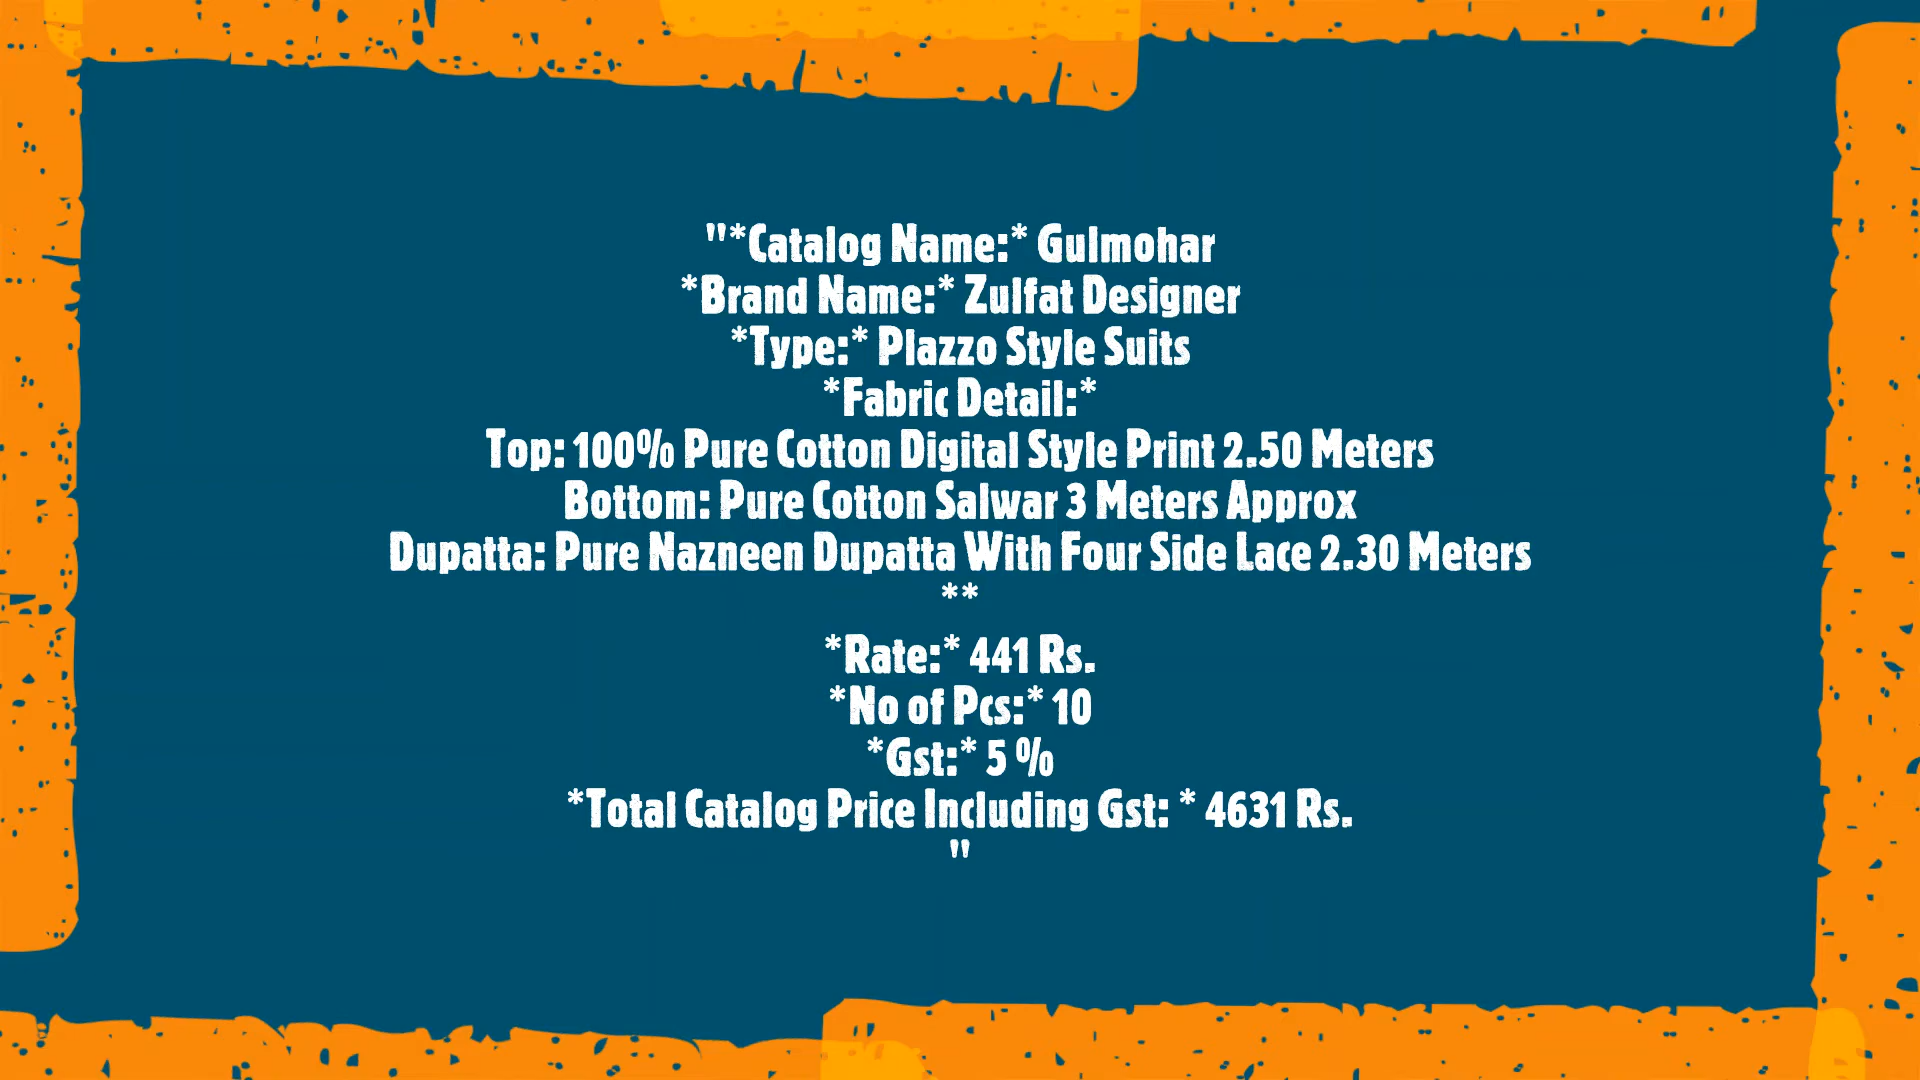 "*Catalog Name:* Gulmohar
*Brand Name:* Zulfat Designer
*Type:* Plazzo Style Suits
*Fabric Detail:*
Top: 100% Pure Cotton Digital Style Print 2.50 Meters
Bottom: Pure Cotton Salwar 3 Meters Approx
Dupatta: Pure Nazneen Dupatta With Four Side Lace 2.30 Meters
**
*Rate:* 441 Rs.
*No of Pcs:* 10
*Gst:* 5 %
*Total Catalog Price Including Gst: * 4631 Rs.
"